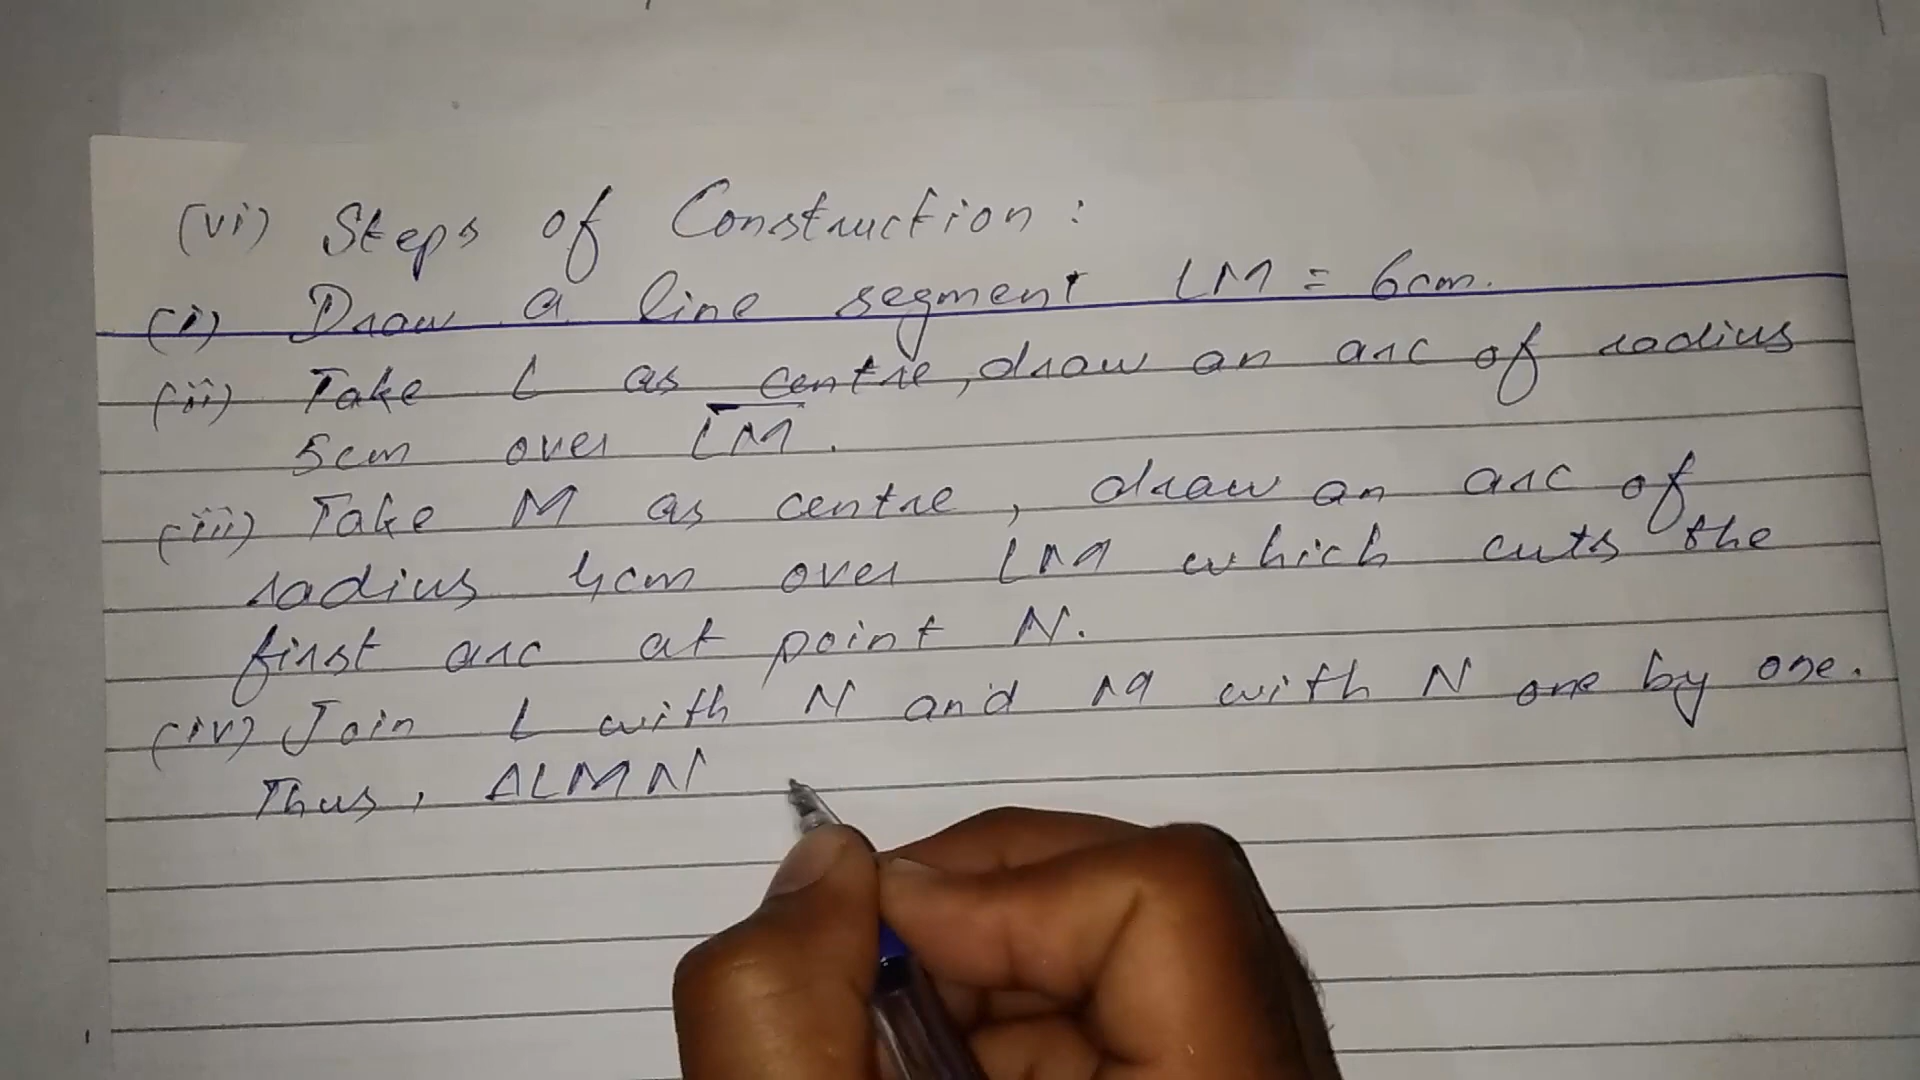 (vi) Steps of Construction:
(i) Draw a line segment LM = 6cm.
(ii) Take L as centre, draw an arc of radius
5cm over L̅M̅.
(iii) Take M as centre, draw an arc of
radius 4cm over LM which cuts the
first arc at point N.
(iv) Join L with N and M with N one by one.
Thus, ΔLMN